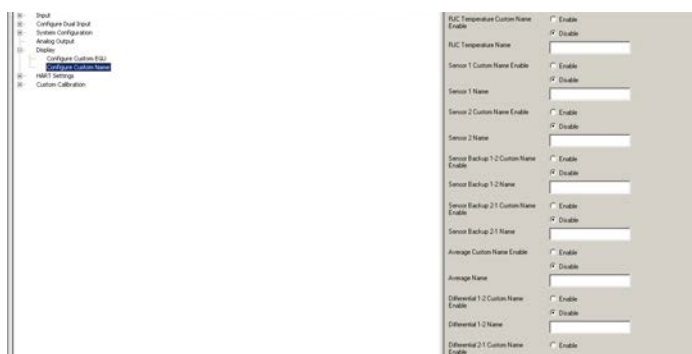 Input
Configure Dual Input
System Configuration
Analog Output
Display
Configure Custom EGU
Configure Custom Name
HART Settings
Custom Calibration
RJC Temperature Custom Name
Enable
Enable
Disable
RJC Temperature Name
Sensor 1 Custom Name Enable
Enable
Disable
Sensor 1 Name
Sensor 2 Custom Name Enable
Enable
Disable
Sensor 2 Name
Sensor Backup 1-2 Custom Name
Enable
Enable
Disable
Sensor Backup 1-2 Name
Sensor Backup 2-1 Custom Name
Enable
Enable
Disable
Sensor Backup 2-1 Name
Average Custom Name Enable
Enable
Disable
Average Name
Differential 1-2 Custom Name
Enable
Enable
Disable
Differential 1-2 Name
Differential 2-1 Custom Name
Enable
Enable